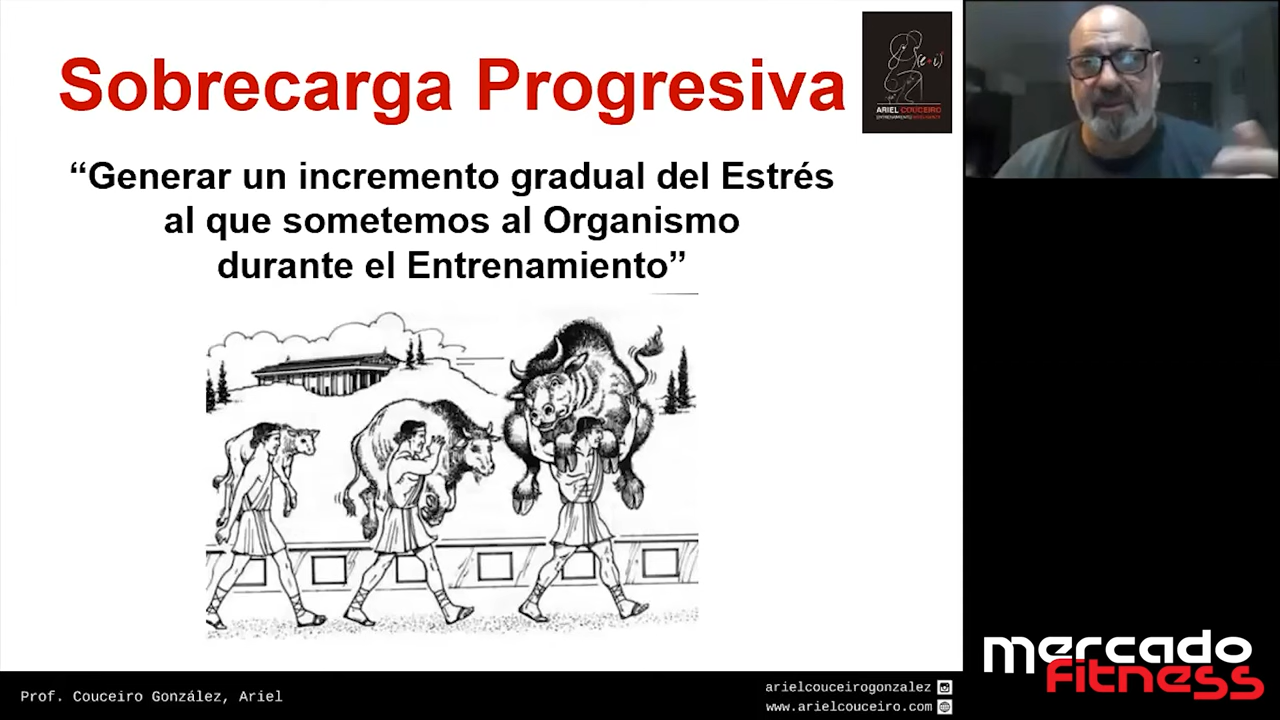 Sobrecarga Progresiva
“Generar un incremento gradual del Estrés
al que sometemos al Organismo
durante el Entrenamiento”
ARIEL COUCEIRO
Prof. Couceiro González, Ariel
arielcouceirogonzalez
www.arielcouceiro.com
mercado
fitness